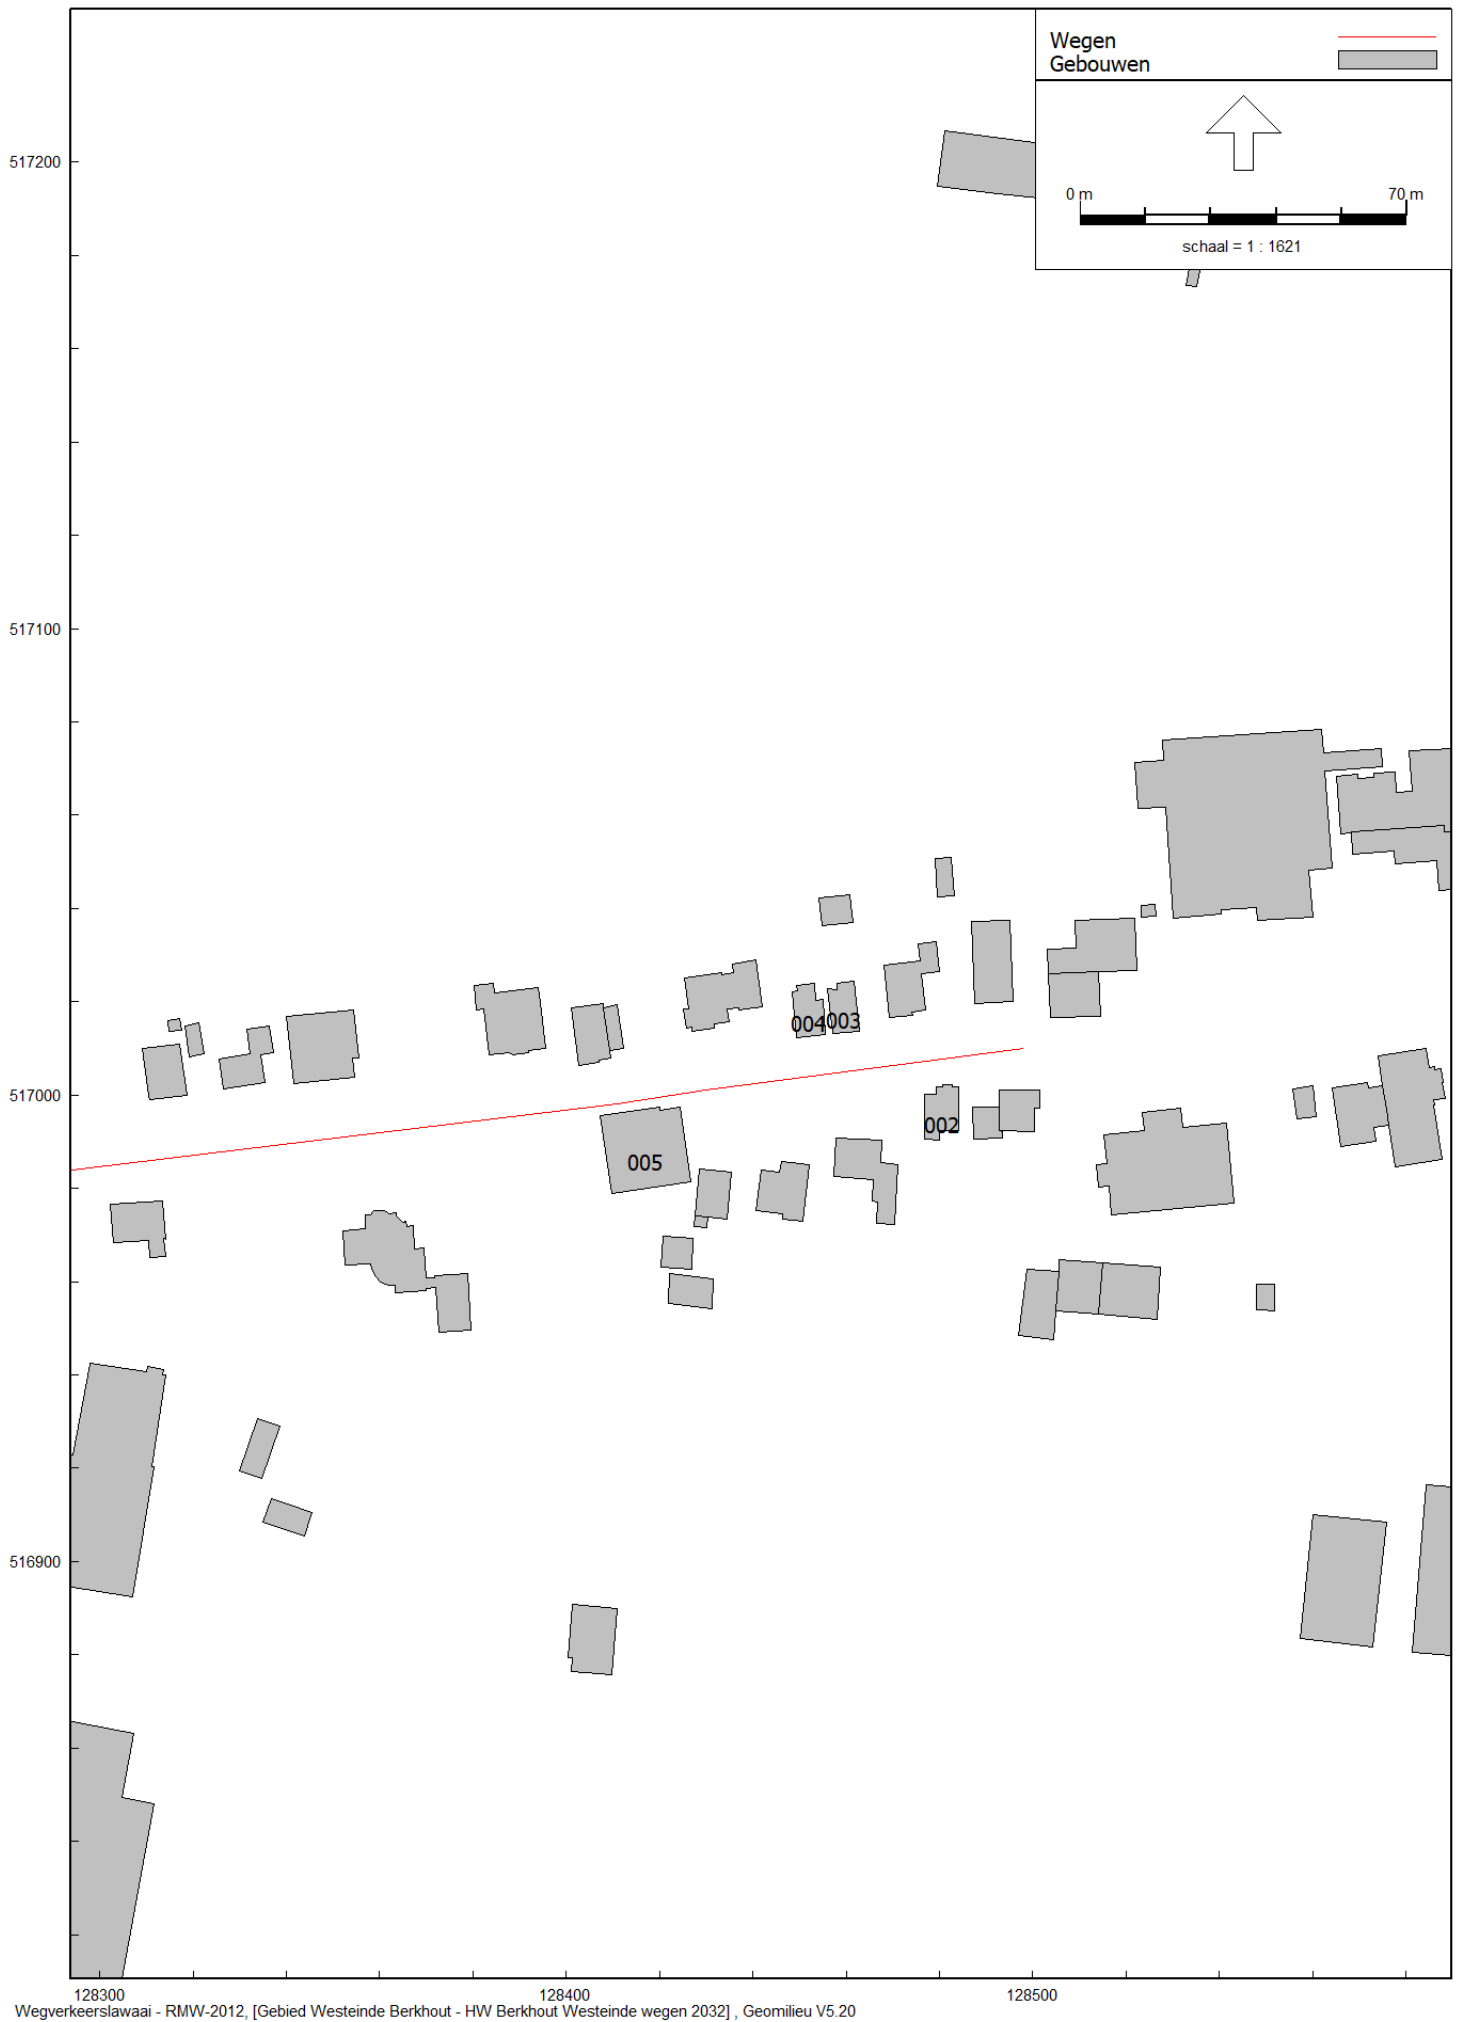 Wegen
Gebouwen
0 m 70 m
schaal = 1 : 1621
517200
517100
517000
516900
004 003
002
005
128300 128400 128500
Wegverkeerslawaai - RMW-2012, [Gebied Westeinde Berkhout - HW Berkhout Westeinde wegen 2032] , Geomilieu V5.20